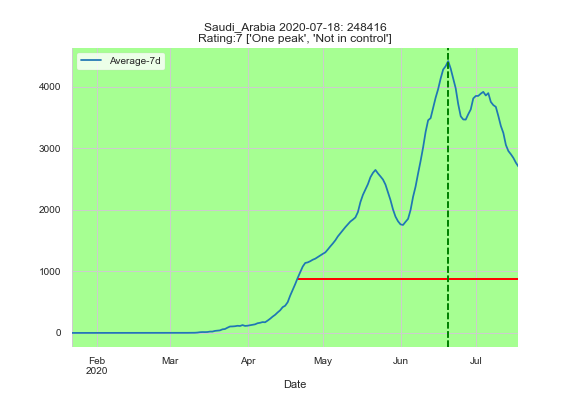 Saudi_Arabia 2020-07-18: 248416
Rating:7 ['One peak', 'Not in control']
Average-7d
4000
3000
2000
1000
0
Feb Mar Apr May Jun Jul
2020
Date